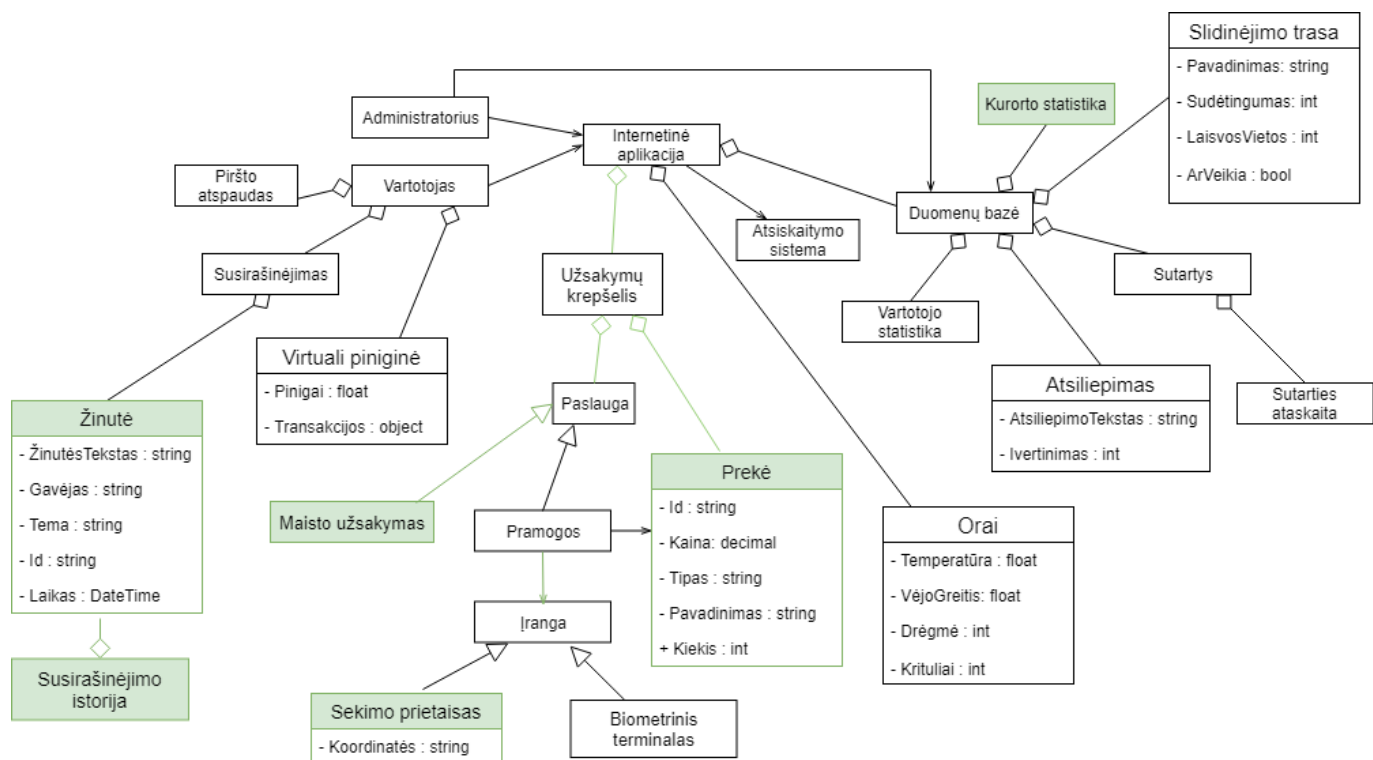 Slidinėjimo trasa
- Pavadinimas: string
- Sudėtingumas: int
- LaisvosVietos : int
- ArVeikia : bool
Kurorto statistika
Administratorius
Internetinė
aplikacija
Piršto
atspaudas
Vartotojas
Duomenų bazė
Atsiskaitymo
sistema
Susirašinėjimas
Užsakymų
krepšelis
Sutartys
Vartotojo
statistika
Virtuali piniginė
- Pinigai : float
- Transakcijos : object
Paslauga
Atsiliepimas
- AtsiliepimoTekstas : string
- Ivertinimas : int
Sutarties
ataskaita
Žinutė
- ŽinutėsTekstas : string
- Gavėjas : string
- Tema : string
- Id : string
- Laikas : DateTime
Maisto užsakymas
Pramogos
Prekė
- Id : string
- Kaina: decimal
- Tipas : string
- Pavadinimas : string
+ Kiekis : int
Orai
- Temperatūra : float
- VėjoGreitis: float
- Drėgmė : int
- Krituliai : int
Įranga
Susirašinėjimo
istorija
Sekimo prietaisas
- Koordinatės : string
Biometrinis
terminalas